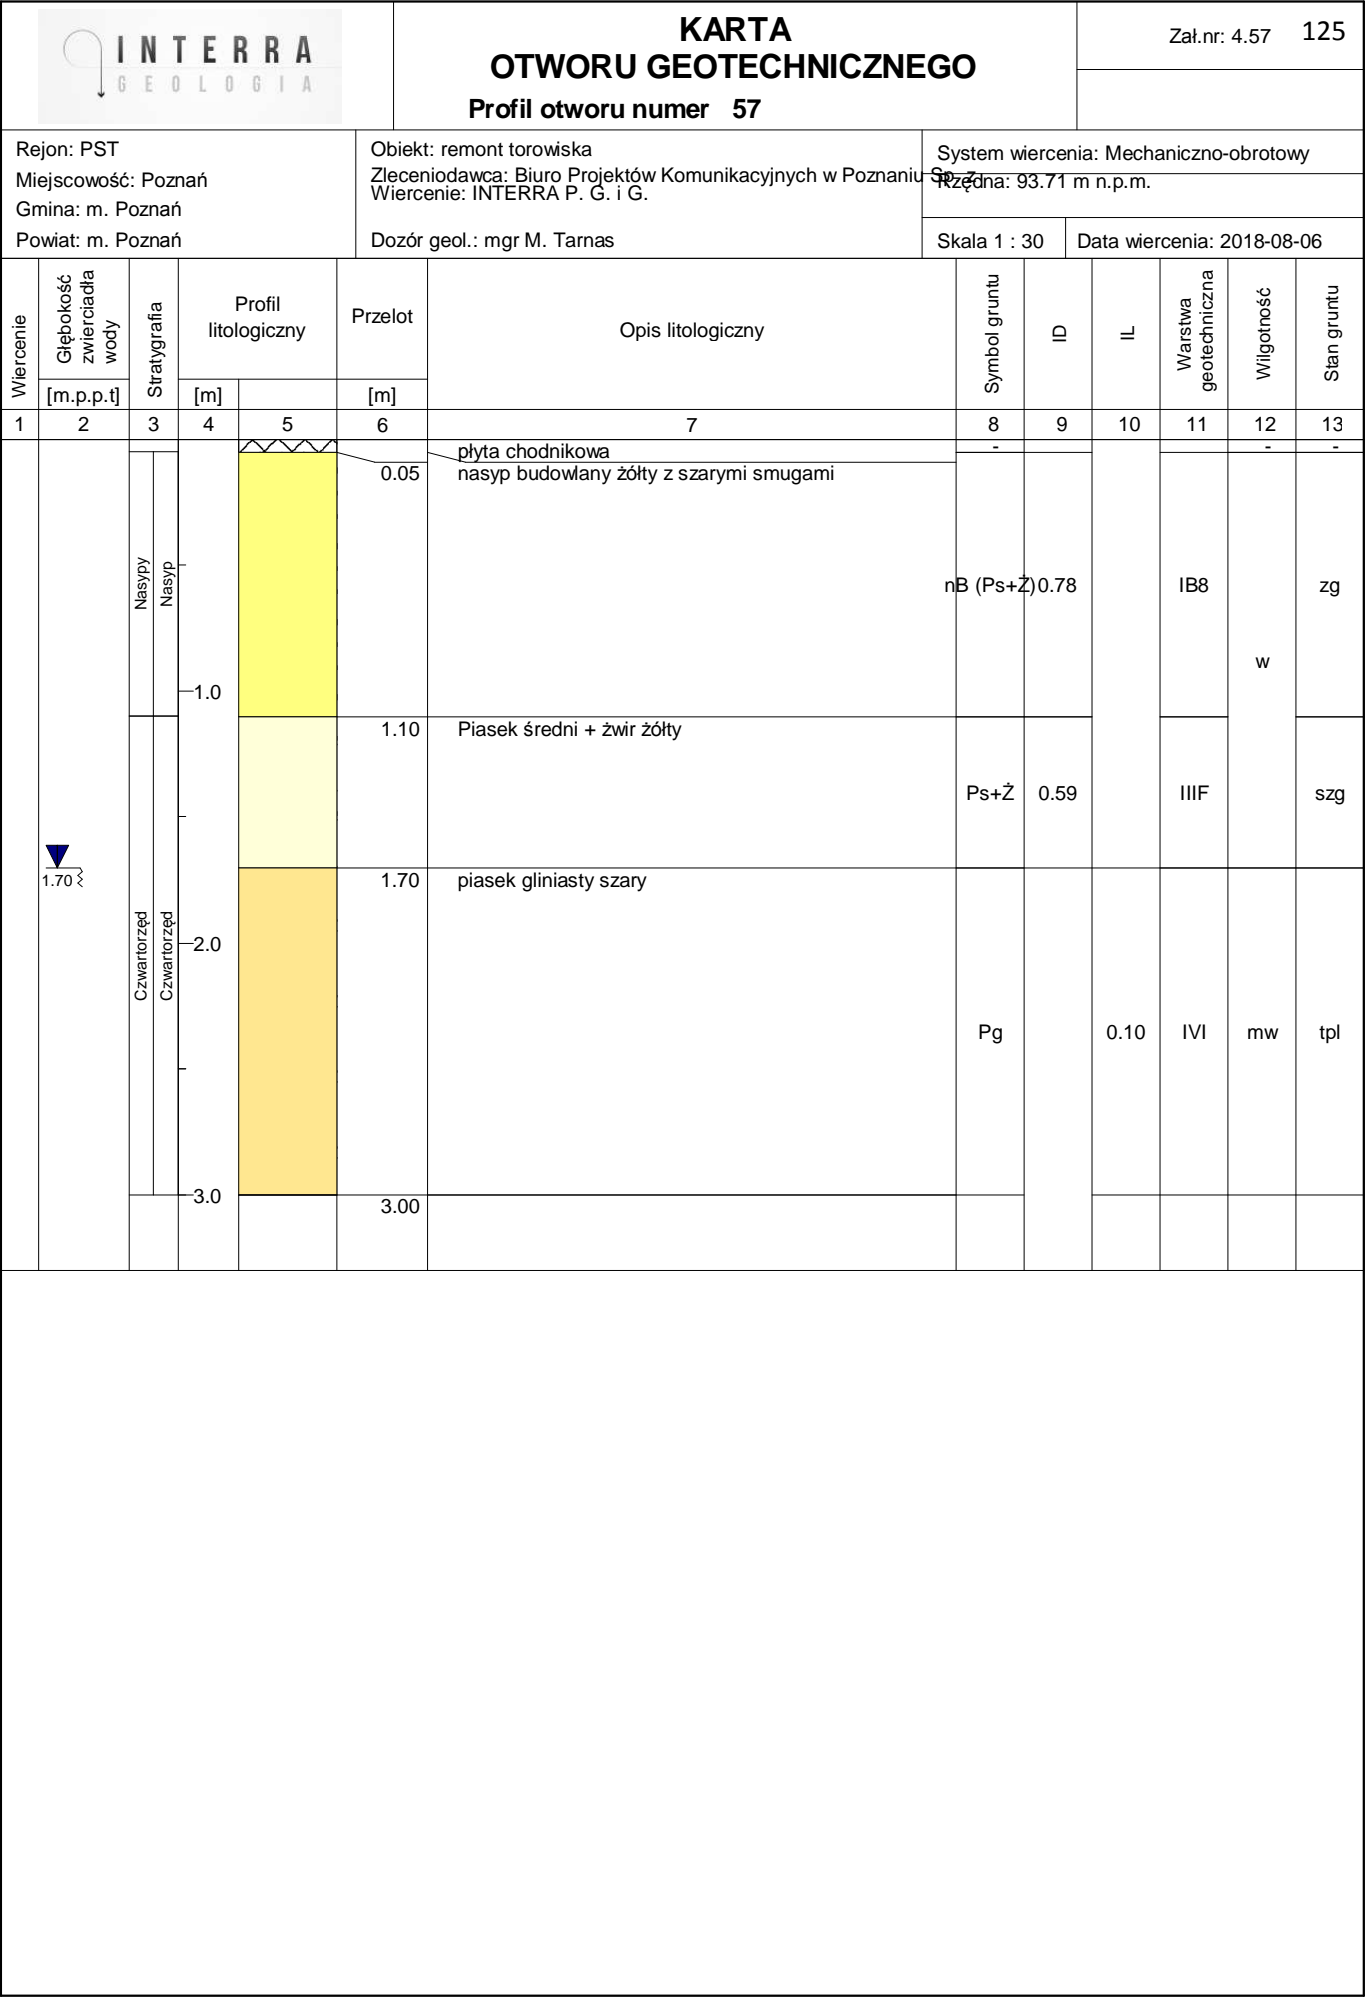 INTERRA
GEOLOGIA
KARTA
OTWORU GEOTECHNICZNEGO
Profil otworu numer 57
Zał.nr: 4.57
125
Rejon: PST
Miejscowość: Poznań
Gmina: m. Poznań
Powiat: m. Poznań
Obiekt: remont torowiska
Zleceniodawca: Biuro Projektów Komunikacyjnych w Poznaniu Sp. z
Wiercenie: INTERRA P. G. i G.
Dozór geol.: mgr M. Tarnas
System wiercenia: Mechaniczno-obrotowy
Rzędna: 93.71 m n.p.m.
Skala 1 : 30
Data wiercenia: 2018-08-06
Wiercenie
Głębokość
zwierciadła
wody
[m.p.p.t]
Stratygrafia
Profil
litologiczny
[m]
Przelot
[m]
Opis litologiczny
Symbol gruntu
ID
IL
Warstwa
geotechniczna
Wilgotność
Stan gruntu
1 2 3 4 5 6 7 8 9 10 11 12 13
płyta chodnikowa
- - -
0.05 nasyp budowlany żółty z szarymi smugami
Nasypy
Nasyp
nB (Ps+Ż) 0.78 IB8 zg
w
1.0
1.10 Piasek średni + żwir żółty
Ps+Ż 0.59 IIIF szg
1.70
1.70 piasek gliniasty szary
Czwartorzęd
Czwartorzęd
2.0
Pg 0.10 IVI mw tpl
3.0
3.00